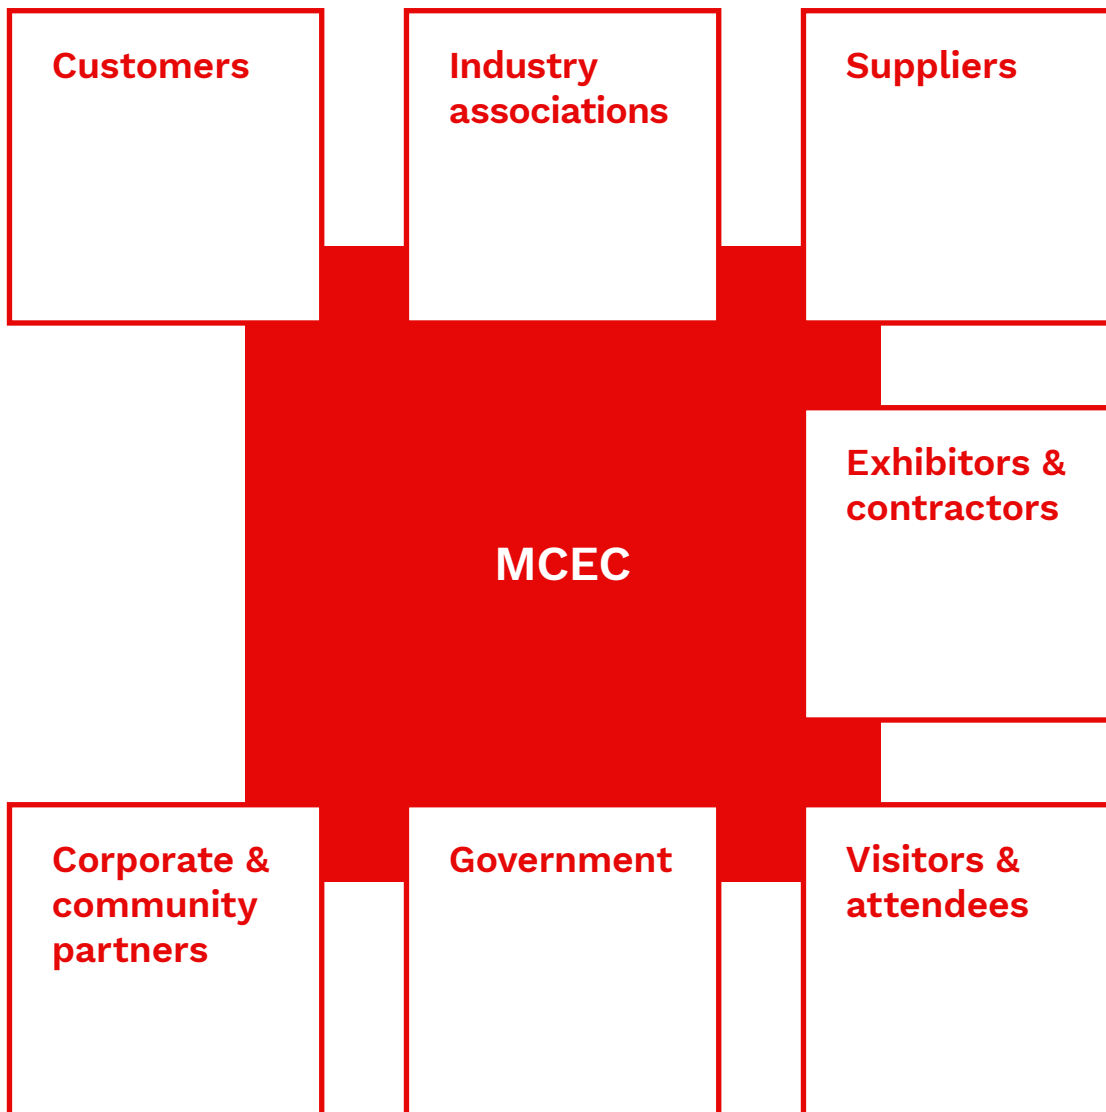 Customers
Industry
associations
Suppliers
Exhibitors &
contractors
MCEC
Corporate &
community
partners
Government
Visitors &
attendees